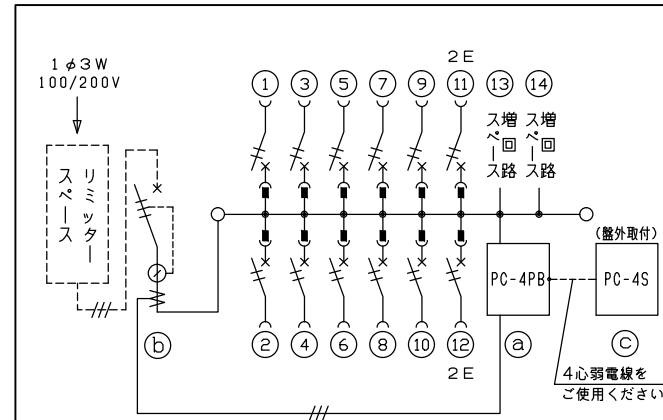 1φ3W
100/200V
リミッター
スペース
2E
① ③ ⑤ ⑦ ⑨ ⑪ ⑬ ⑭
増回路
スペース
増回路
スペース
(盤外取付)
PC-4PB
PC-4S
ⓑ
② ④ ⑥ ⑧ ⑩ ⑫ ⓐ ⓒ
2E
4心弱電線を
ご使用ください